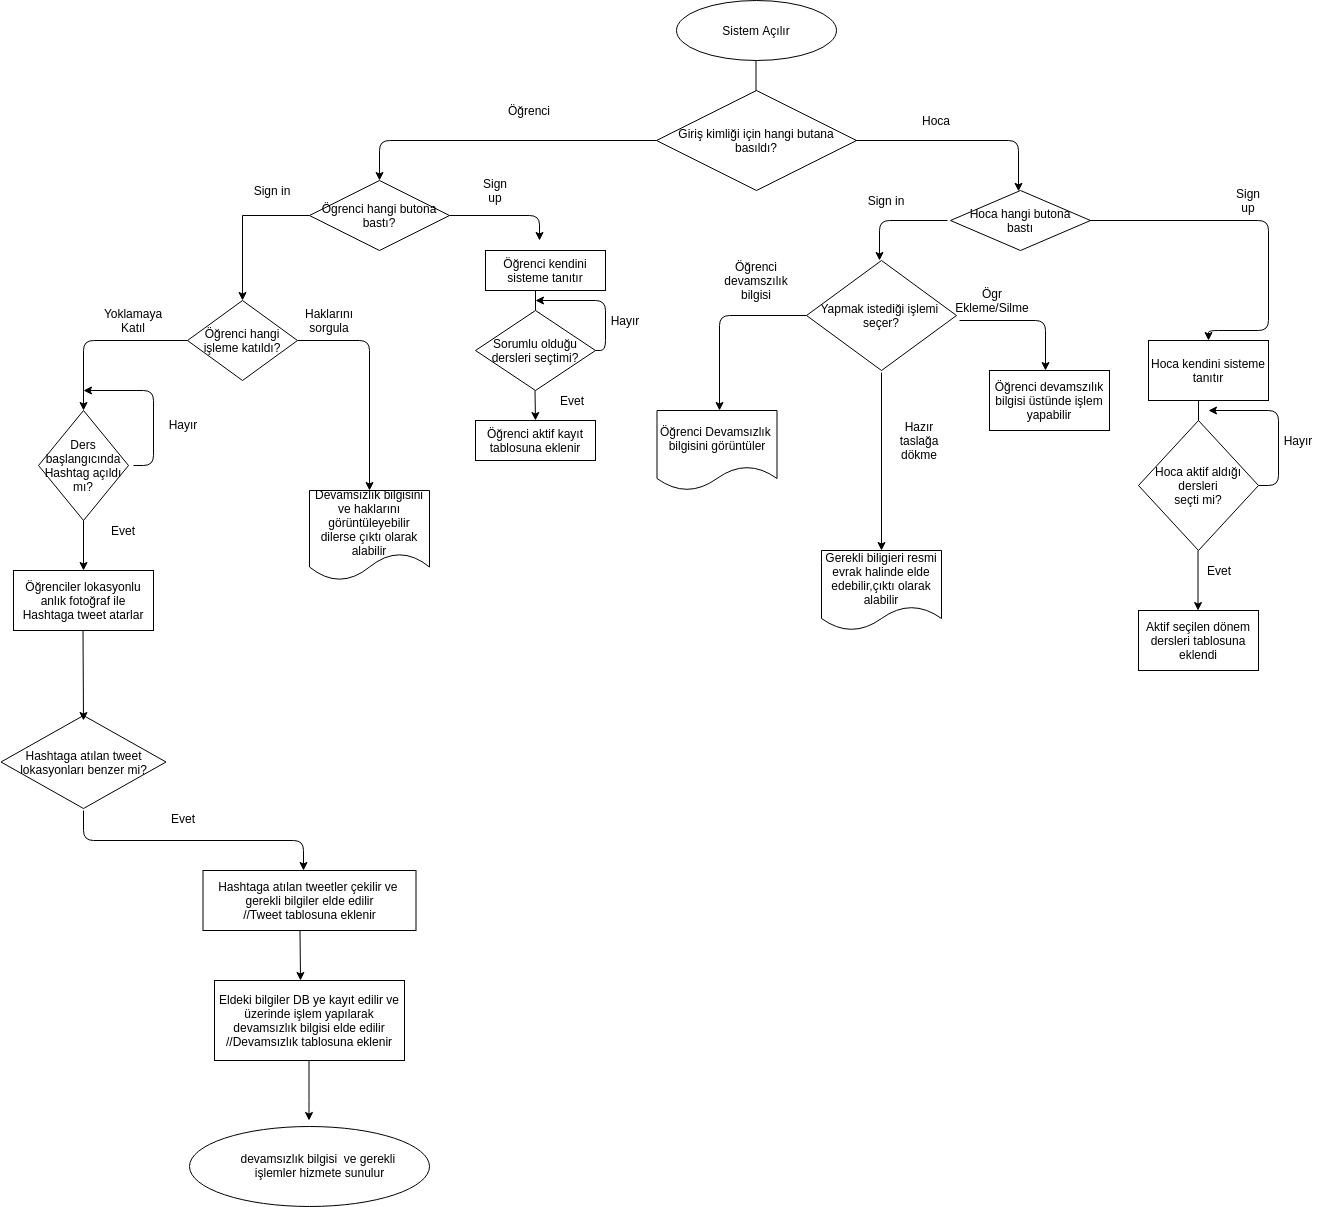 Sistem Açılır
Giriş kimliği için hangi butana
basıldı?
Öğrenci
Hoca
Ögrenci hangi butona
bastı?
Sign in
Sign
up
Öğrenci kendini
sisteme tanıtır
Sorumlu olduğu
dersleri seçtimi?
Hayır
Evet
Öğrenci aktif kayıt
tablosuna eklenir
Öğrenci hangi
işleme katıldı?
Yoklamaya
Katıl
Haklarını
sorgula
Ders
başlangıcında
Hashtag açıldı
mı?
Hayır
Evet
Devamsızlık bilgisini
ve haklarını
görüntüleyebilir
dilerse çıktı olarak
alabilir
Öğrenciler lokasyonlu
anlık fotoğraf ile
Hashtaga tweet atarlar
Hashtaga atılan tweet
lokasyonları benzer mi?
Evet
Hashtaga atılan tweetler çekilir ve
gerekli bilgiler elde edilir
//Tweet tablosuna eklenir
Eldeki bilgiler DB ye kayıt edilir ve
üzerinde işlem yapılarak
devamsızlık bilgisi elde edilir
//Devamsızlık tablosuna eklenir
devamsızlık bilgisi  ve gerekli
işlemler hizmete sunulur
Hoca hangi butona
bastı
Sign in
Sign
up
Yapmak istediği işlemi
seçer?
Öğrenci
devamszılık
bilgisi
Ögr
Ekleme/Silme
Hazır
taslağa
dökme
Öğrenci Devamsızlık
bilgisini görüntüler
Öğrenci devamszılık
bilgisi üstünde işlem
yapabilir
Gerekli biligieri resmi
evrak halinde elde
edebilir,çıktı olarak
alabilir
Hoca kendini sisteme
tanıtır
Hoca aktif aldığı
dersleri
seçti mi?
Hayır
Evet
Aktif seçilen dönem
dersleri tablosuna
eklendi